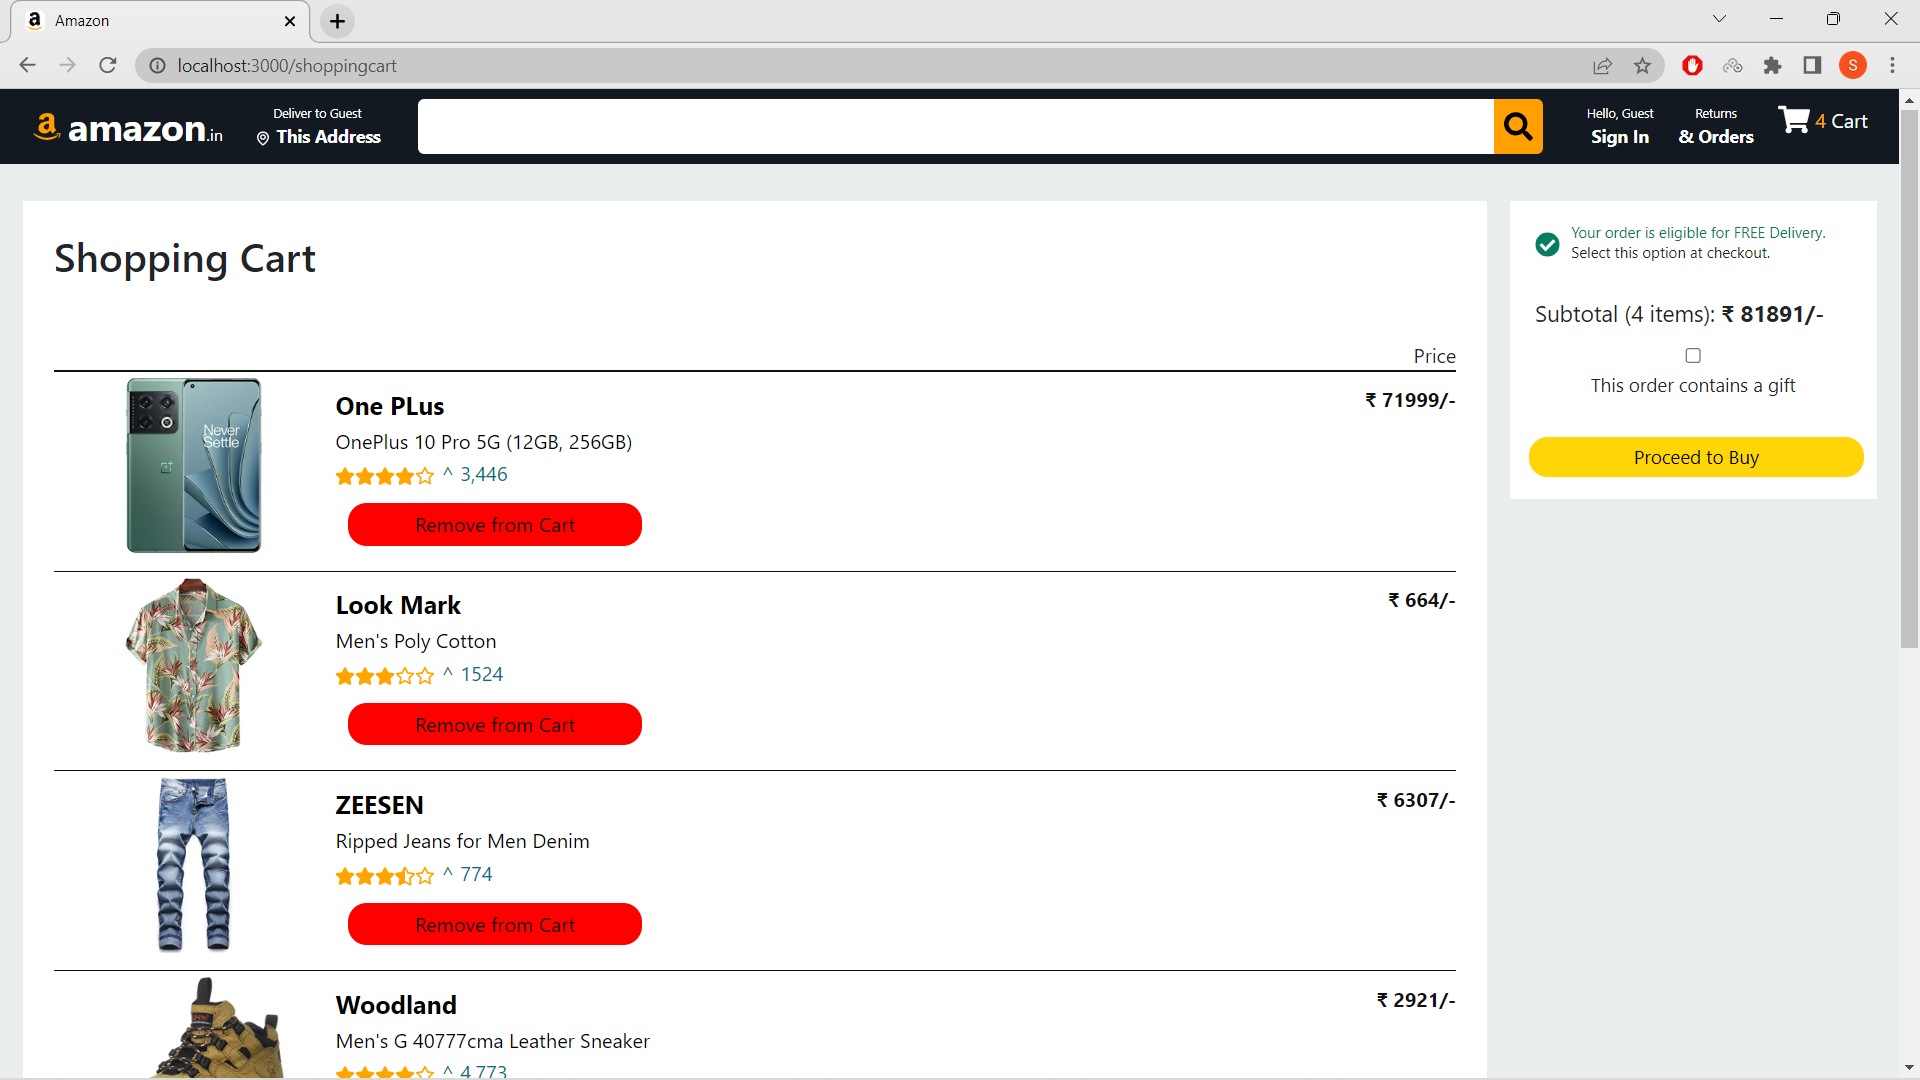 Amazon
localhost:3000/shoppingcart
S
amazon.in
Deliver to Guest
This Address
Hello, Guest
Sign In
Returns
& Orders
4 Cart
Shopping Cart
Price
Never
Settle
One PLus
OnePlus 10 Pro 5G (12GB, 256GB)
^ 3,446
Remove from Cart
₹ 71999/-
Look Mark
Men's Poly Cotton
^ 1524
Remove from Cart
₹ 664/-
ZEESEN
Ripped Jeans for Men Denim
^ 774
Remove from Cart
₹ 6307/-
Woodland
Men's G 40777cma Leather Sneaker
^ 4,773
₹ 2921/-
Your order is eligible for FREE Delivery.
Select this option at checkout.
Subtotal (4 items): ₹ 81891/-
This order contains a gift
Proceed to Buy